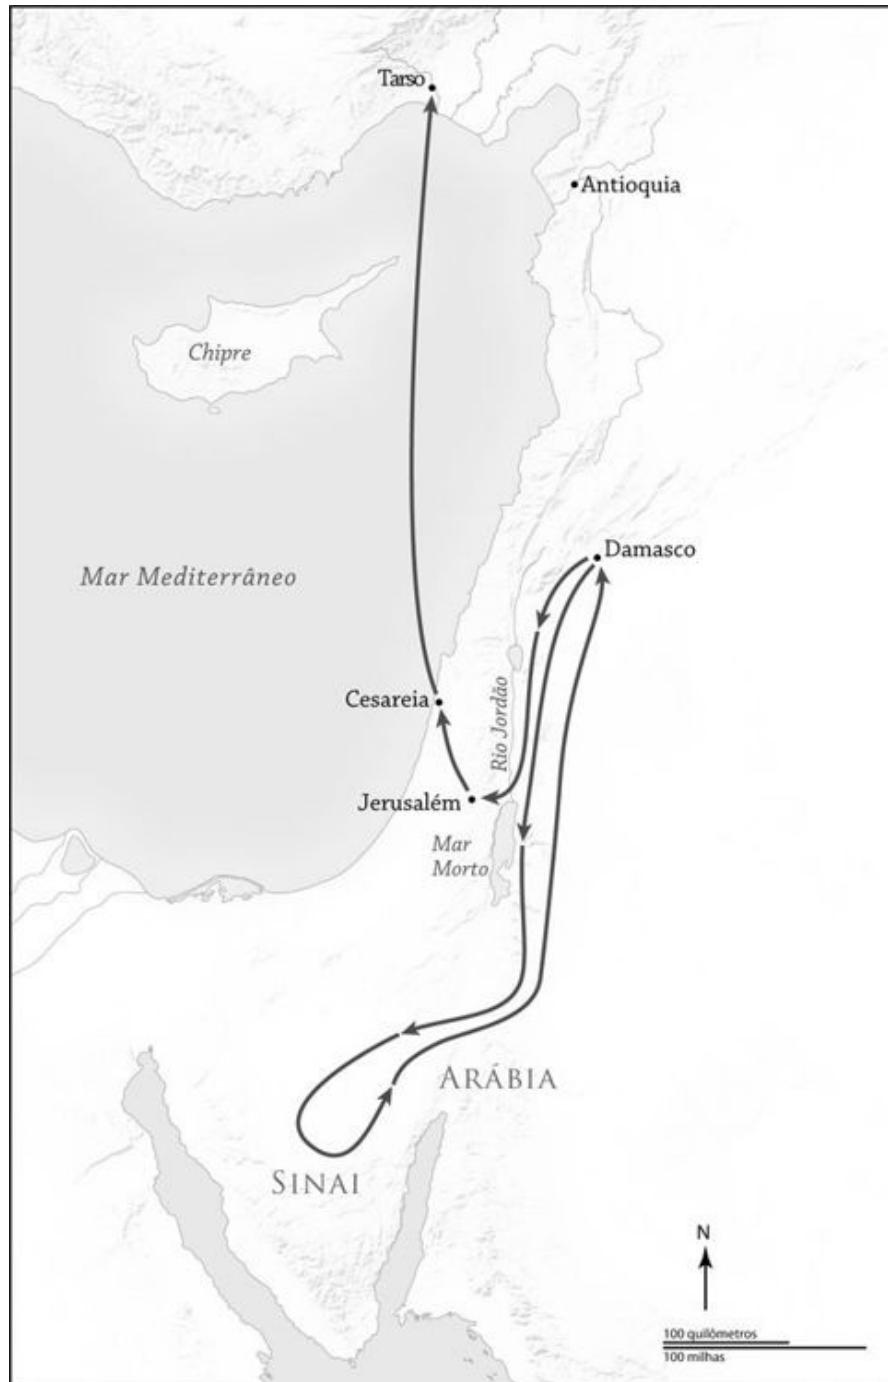 Tarso
Antioquia
Chipre
Damasco
Mar Mediterrâneo
Cesareia
Rio Jordão
Jerusalém
Mar
Morto
ARÁBIA
SINAI
N
100 quilômetros
100 milhas